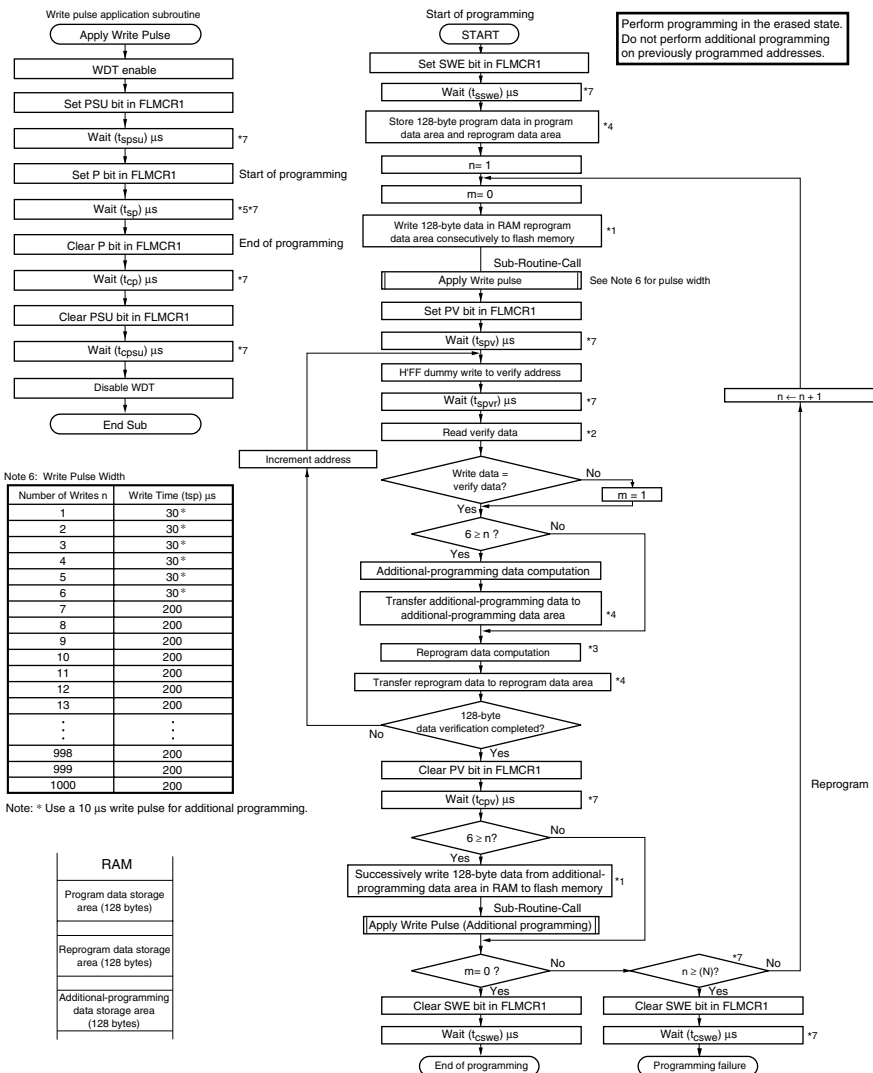 Write pulse application subroutine
Apply Write Pulse
WDT enable
Set PSU bit in FLMCR1
Wait (tspsu) µs
*7
Set P bit in FLMCR1
Start of programming
Wait (tsp) µs
*5*7
Clear P bit in FLMCR1
End of programming
Wait (tcp) µs
*7
Clear PSU bit in FLMCR1
Wait (tcpsu) µs
*7
Disable WDT
End Sub
Note 6: Write Pulse Width
Number of Writes n Write Time (tsp) µs
1 30*
2 30*
3 30*
4 30*
5 30*
6 30*
7 200
8 200
9 200
10 200
11 200
12 200
13 200
998 200
999 200
1000 200
Note: * Use a 10 µs write pulse for additional programming.
RAM
Program data storage
area (128 bytes)
Reprogram data storage
area (128 bytes)
Additional-programming
data storage area
(128 bytes)
Start of programming
START
Set SWE bit in FLMCR1
Wait (tsswe) µs
*7
Store 128-byte program data in program
data area and reprogram data area
*4
n= 1
m= 0
Write 128-byte data in RAM reprogram
data area consecutively to flash memory
*1
Sub-Routine-Call
Apply Write pulse
See Note 6 for pulse width
Set PV bit in FLMCR1
Wait (tspv) µs
*7
H'FF dummy write to verify address
Wait (tspvr) µs
*7
Read verify data
*2
Increment address
Write data =
verify data?
No
m = 1
Yes
6 ≥ n ?
No
Yes
Additional-programming data computation
Transfer additional-programming data to
additional-programming data area
*4
Reprogram data computation
*3
Transfer reprogram data to reprogram data area
*4
128-byte
data verification completed?
No
Yes
Clear PV bit in FLMCR1
Wait (tcpv) µs
*7
6 ≥ n?
No
Yes
Successively write 128-byte data from additional-
programming data area in RAM to flash memory
*1
Sub-Routine-Call
Apply Write Pulse (Additional programming)
m= 0 ?
No
Yes
Clear SWE bit in FLMCR1
Wait (tcswe) µs
End of programming
*7
n ≥ (N)?
No
Yes
Clear SWE bit in FLMCR1
Wait (tcswe) µs
*7
Programming failure
n ← n + 1
Reprogram
Perform programming in the erased state.
Do not perform additional programming
on previously programmed addresses.